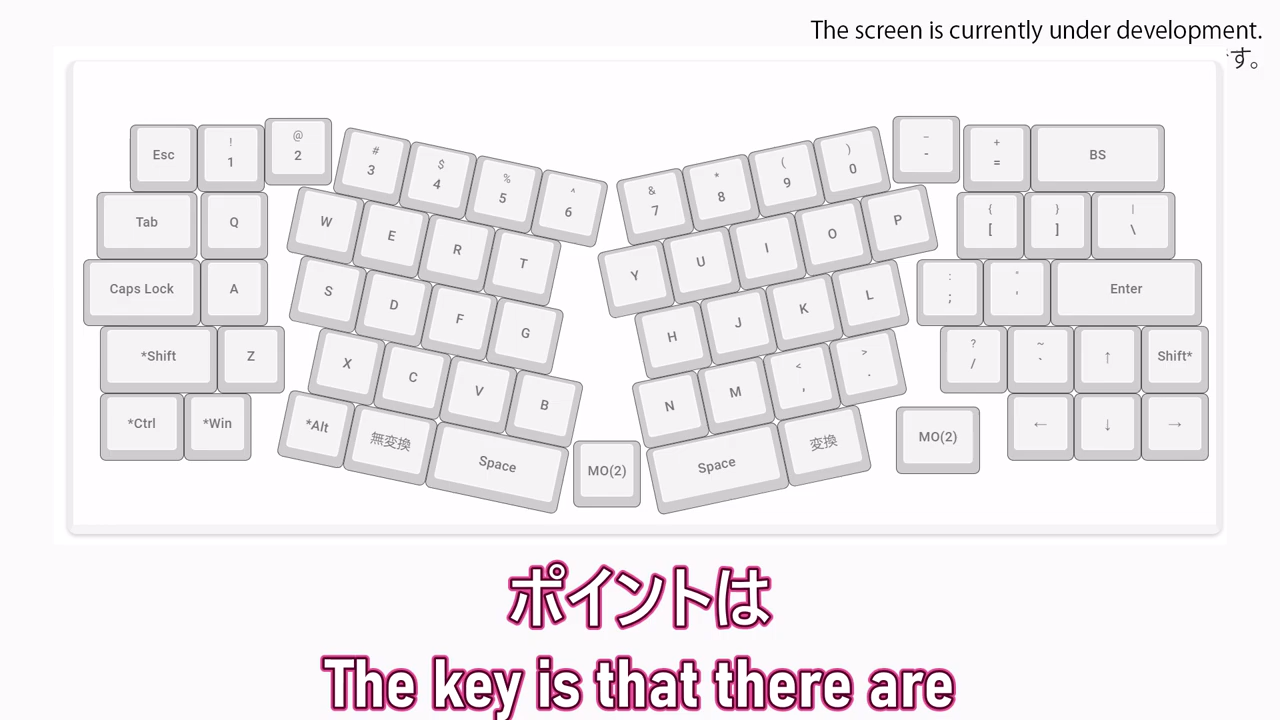 The screen is currently under development.
す。
Esc ! 1 @ 2 # 3 $ 4 % 5 ^ 6 & 7 * 8 ( 9 ) 0 _ - + = BS
Tab Q W E R T Y U I O P { [ } ] | \
Caps Lock A S D F G H J K L : ; " ' Enter
*Shift Z X C V B N M < , > . ? / ~ ` ↑ Shift*
*Ctrl *Win *Alt 無変換 Space MO(2) Space 変換 MO(2) ← ↓ →
ポイントは
The key is that there are